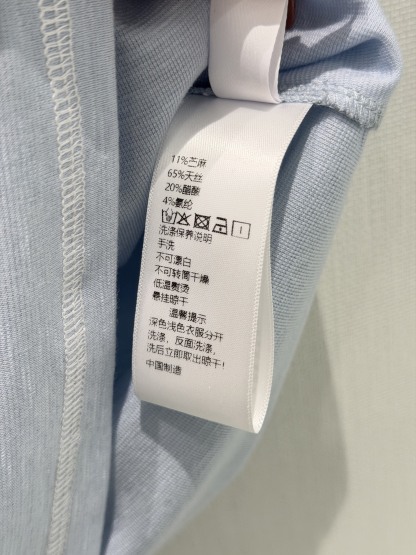 11%苎麻
65%天丝
20%醋酸
4%氨纶
洗涤保养说明
手洗
不可漂白
不可转筒干燥
低温熨烫
悬挂晾干
温馨提示
深色浅色衣服分开
洗涤，反面洗涤，
洗后立即取出晾干!
中国制造